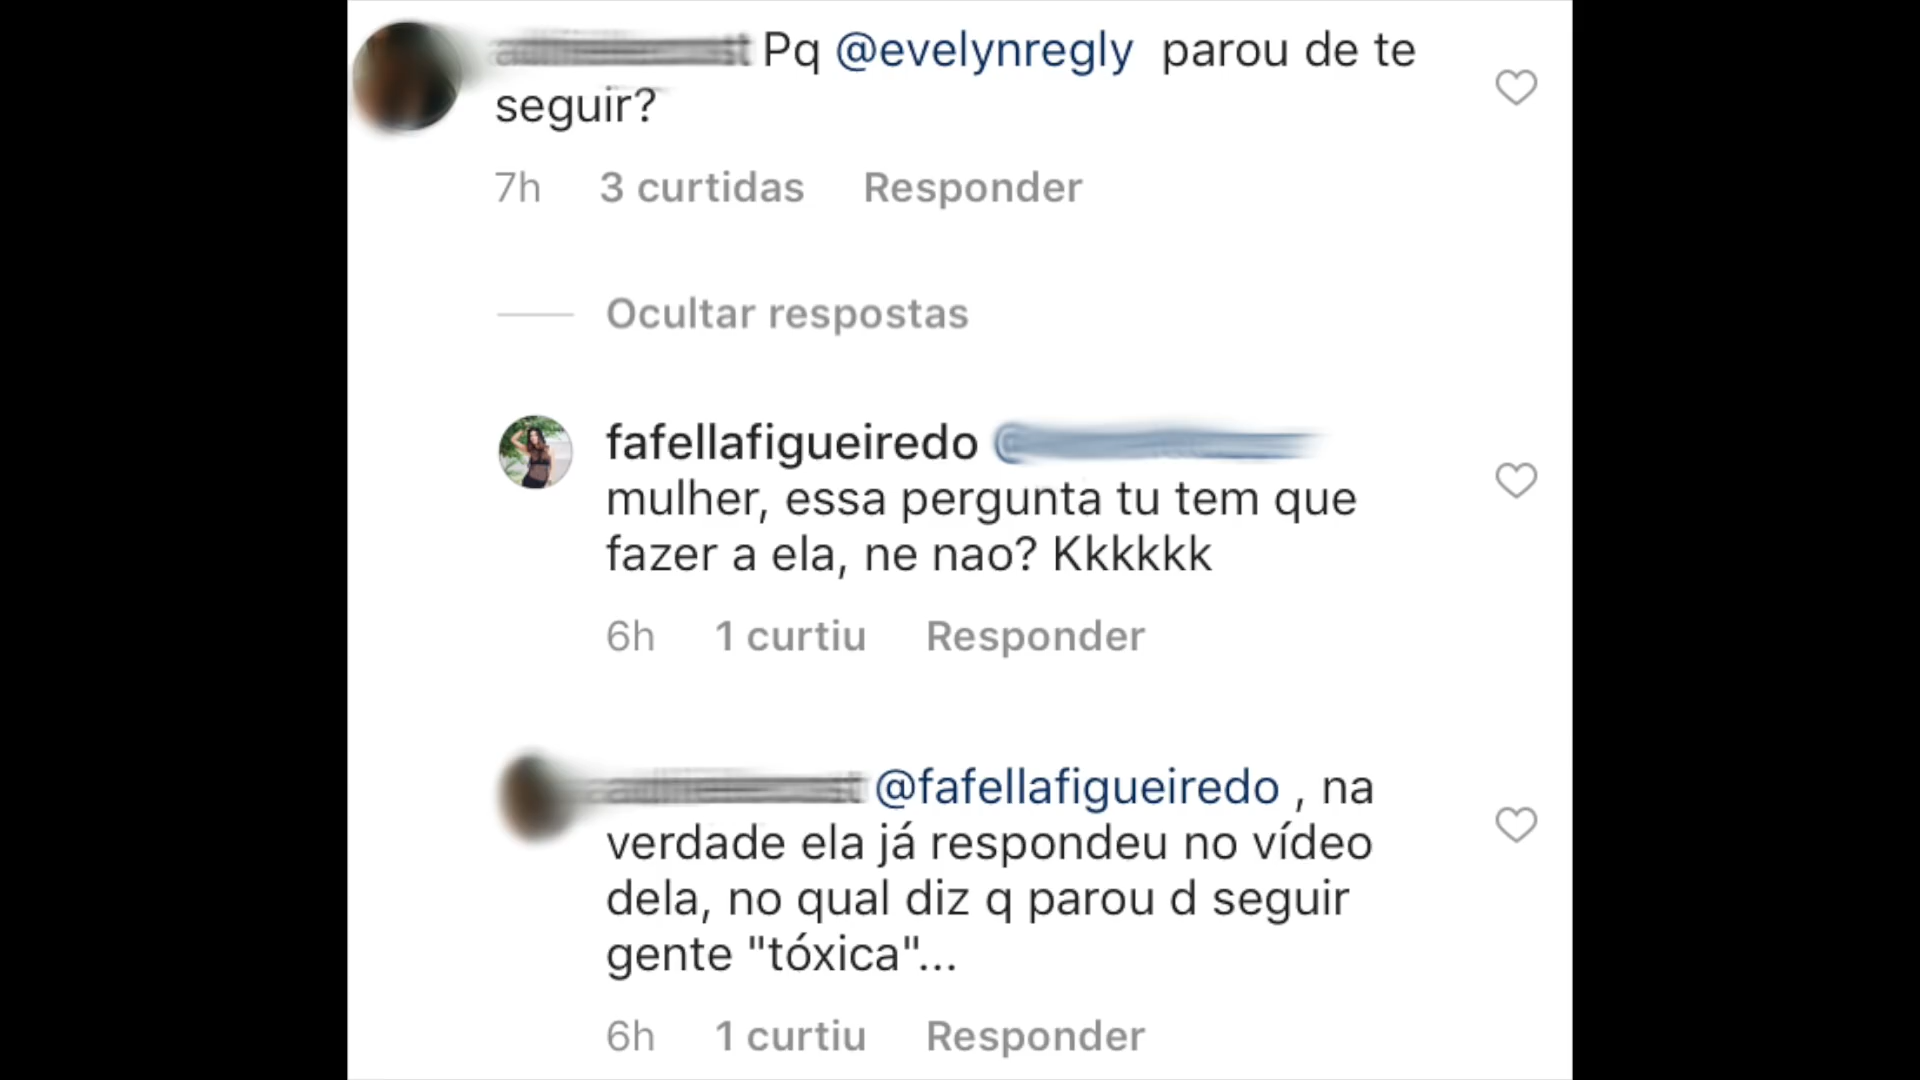 Pq @evelynregly parou de te
seguir?
7h 3 curtidas Responder
Ocultar respostas
fafellafigueiredo
mulher, essa pergunta tu tem que
fazer a ela, ne nao? Kkkkkk
6h 1 curtiu Responder
@fafellafigueiredo , na
verdade ela já respondeu no vídeo
dela, no qual diz q parou d seguir
gente "tóxica"...
6h 1 curtiu Responder